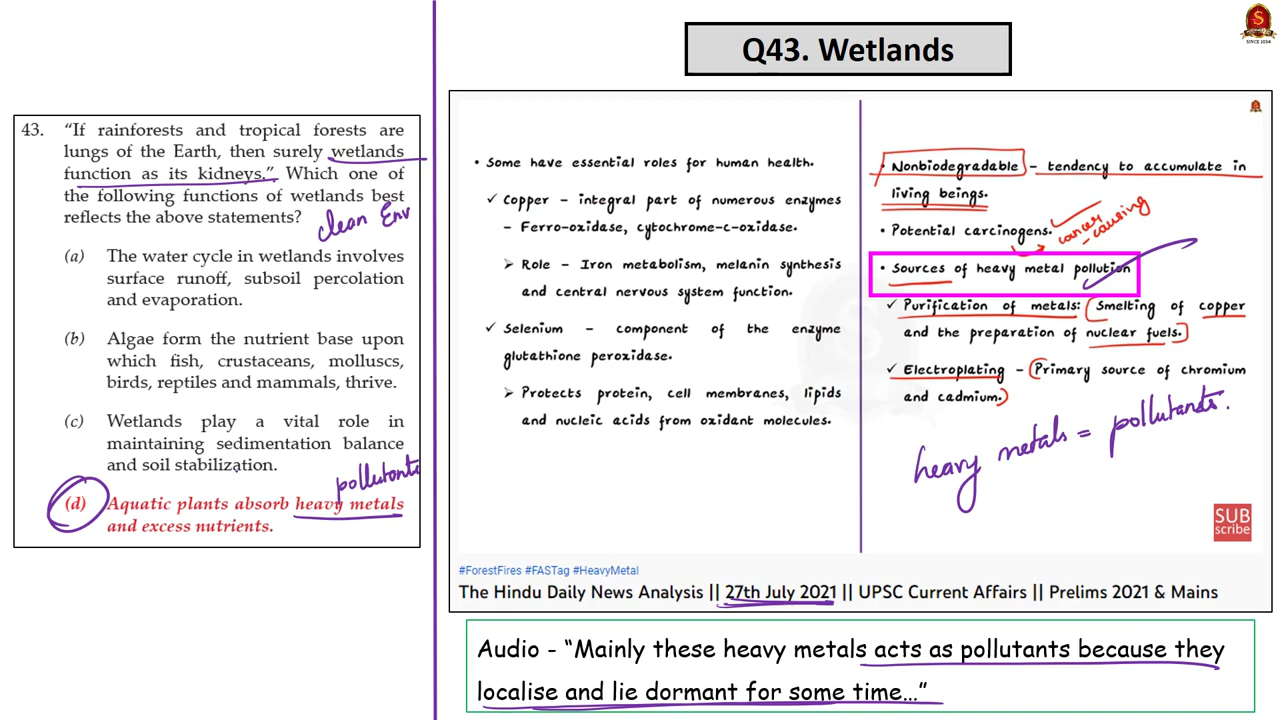 Q43. Wetlands
SINCE 2004
43. “If rainforests and tropical forests are
lungs of the Earth, then surely wetlands
function as its kidneys.” Which one of
the following functions of wetlands best
reflects the above statements?
clean Env
(a) The water cycle in wetlands involves
surface runoff, subsoil percolation
and evaporation.
(b) Algae form the nutrient base upon
which fish, crustaceans, molluscs,
birds, reptiles and mammals, thrive.
(c) Wetlands play a vital role in
maintaining sedimentation balance
and soil stabilization.
pollutants
(d) Aquatic plants absorb heavy metals
and excess nutrients.
• Some have essential roles for human health.
✓ Copper – integral part of numerous enzymes
– Ferro-oxidase, cytochrome-c-oxidase.
➢ Role – Iron metabolism, melanin synthesis
and central nervous system function.
✓ Selenium – component of the enzyme
glutathione peroxidase.
➢ Protects protein, cell membranes, lipids
and nucleic acids from oxidant molecules.
• Nonbiodegradable – tendency to accumulate in
living beings.
• Potential carcinogens.
cancer
- causing
• Sources of heavy metal pollution
✓ Purification of metals: Smelting of copper
and the preparation of nuclear fuels.
✓ Electroplating – Primary source of chromium
and cadmium.
heavy metals = pollutants.
SUB
scribe
#ForestFires #FASTag #HeavyMetal
The Hindu Daily News Analysis || 27th July 2021 || UPSC Current Affairs || Prelims 2021 & Mains
Audio - “Mainly these heavy metals acts as pollutants because they
localise and lie dormant for some time…”